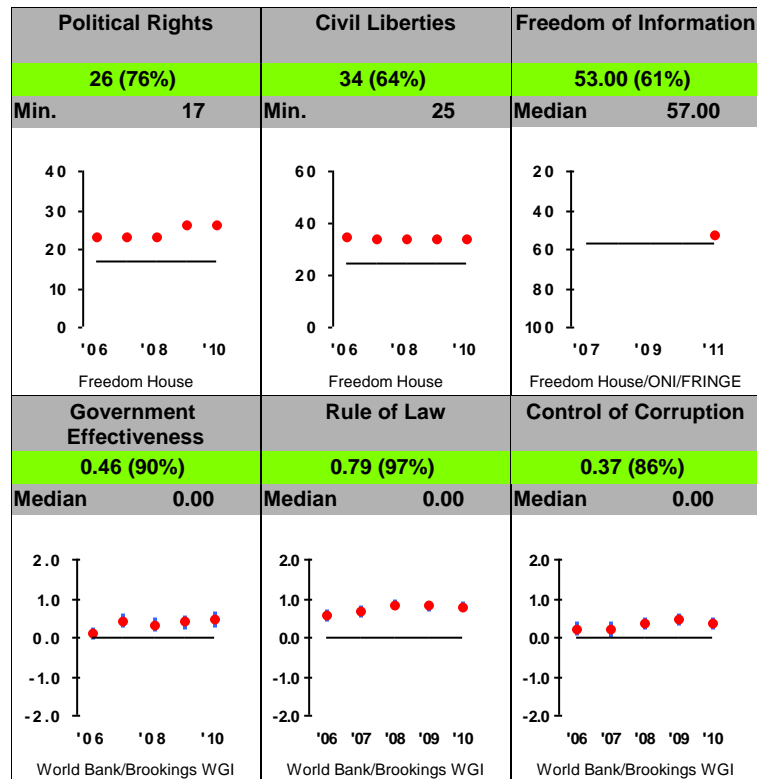 Political Rights
26 (76%)
Min. 17
40
30
20
10
0
'06 '08 '10
Freedom House
Civil Liberties
34 (64%)
Min. 25
60
40
20
0
'06 '08 '10
Freedom House
Freedom of Information
53.00 (61%)
Median 57.00
20
40
60
80
100
'07 '09 '11
Freedom House/ONI/FRINGE
Government
Effectiveness
0.46 (90%)
Median 0.00
2.0
1.0
0.0
-1.0
-2.0
'06 '08 '10
World Bank/Brookings WGI
Rule of Law
0.79 (97%)
Median 0.00
2.0
1.0
0.0
-1.0
-2.0
'06 '07 '08 '09 '10
World Bank/Brookings WGI
Control of Corruption
0.37 (86%)
Median 0.00
2.0
1.0
0.0
-1.0
-2.0
'06 '07 '08 '09 '10
World Bank/Brookings WGI